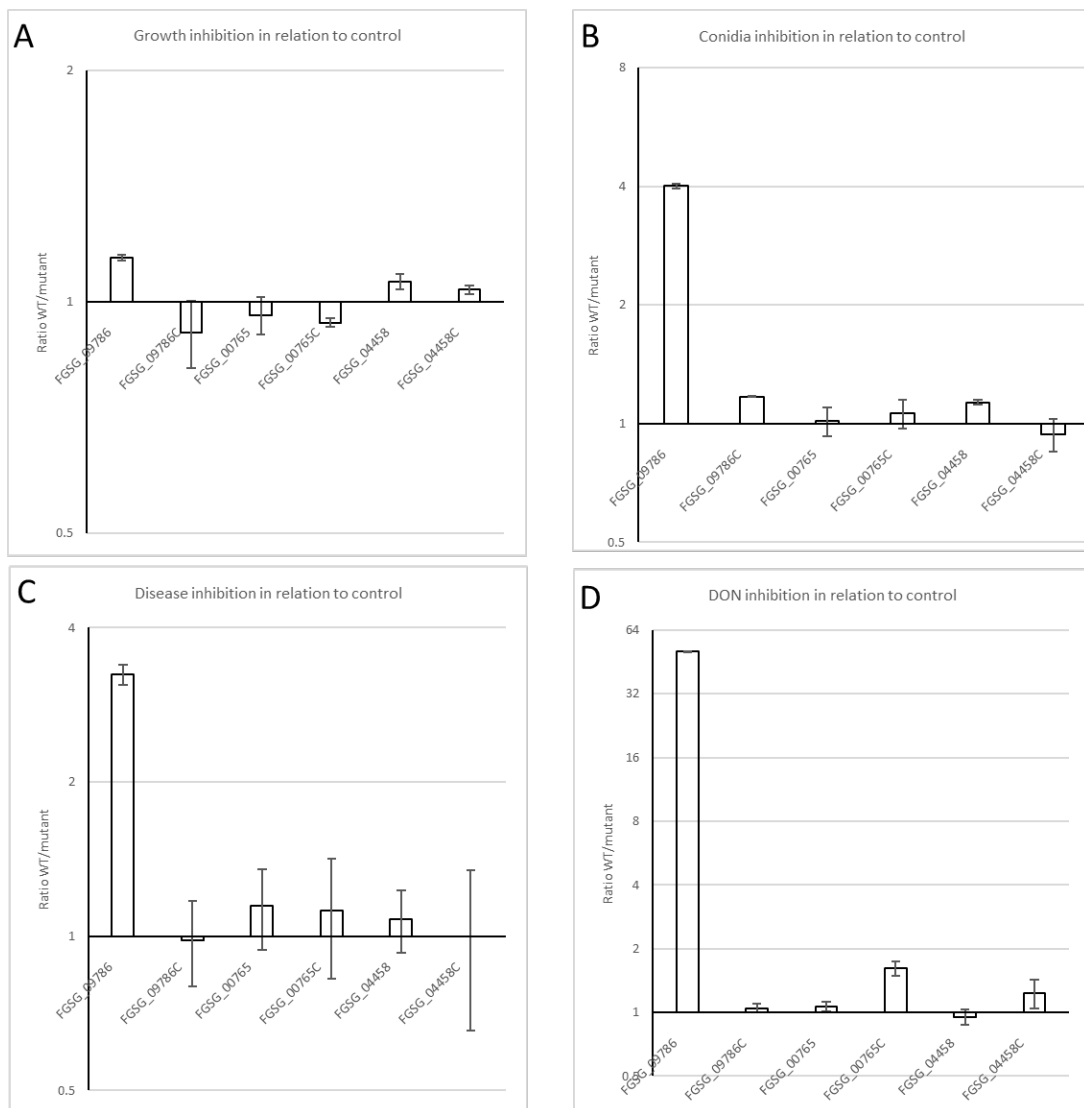 A
Growth inhibition in relation to control
2
1
0.5
Ratio WT/mutant
FGSG_09786
FGSG_09786C
FGSG_00765
FGSG_00765C
FGSG_04458
FGSG_04458C
B
Conidia inhibition in relation to control
8
4
2
1
0.5
Ratio WT/mutant
FGSG_09786
FGSG_09786C
FGSG_00765
FGSG_00765C
FGSG_04458
FGSG_04458C
C
Disease inhibition in relation to control
4
2
1
0.5
Ratio WT/mutant
FGSG_09786
FGSG_09786C
FGSG_00765
FGSG_00765C
FGSG_04458
FGSG_04458C
D
DON inhibition in relation to control
64
32
16
8
4
2
1
0.5
Ratio WT/mutant
FGSG_09786
FGSG_09786C
FGSG_00765
FGSG_00765C
FGSG_04458
FGSG_04458C